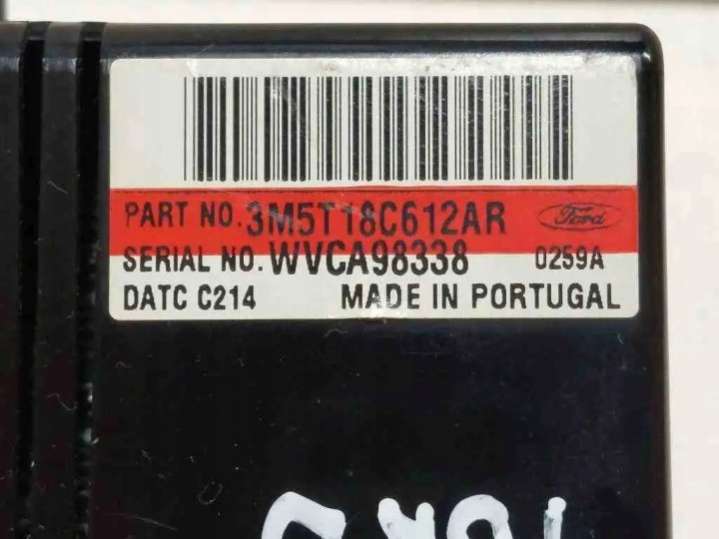 PART NO. 3M5T18C612AR Ford
SERIAL NO. WVCA98338 0259A
DATC C214 MADE IN PORTUGAL